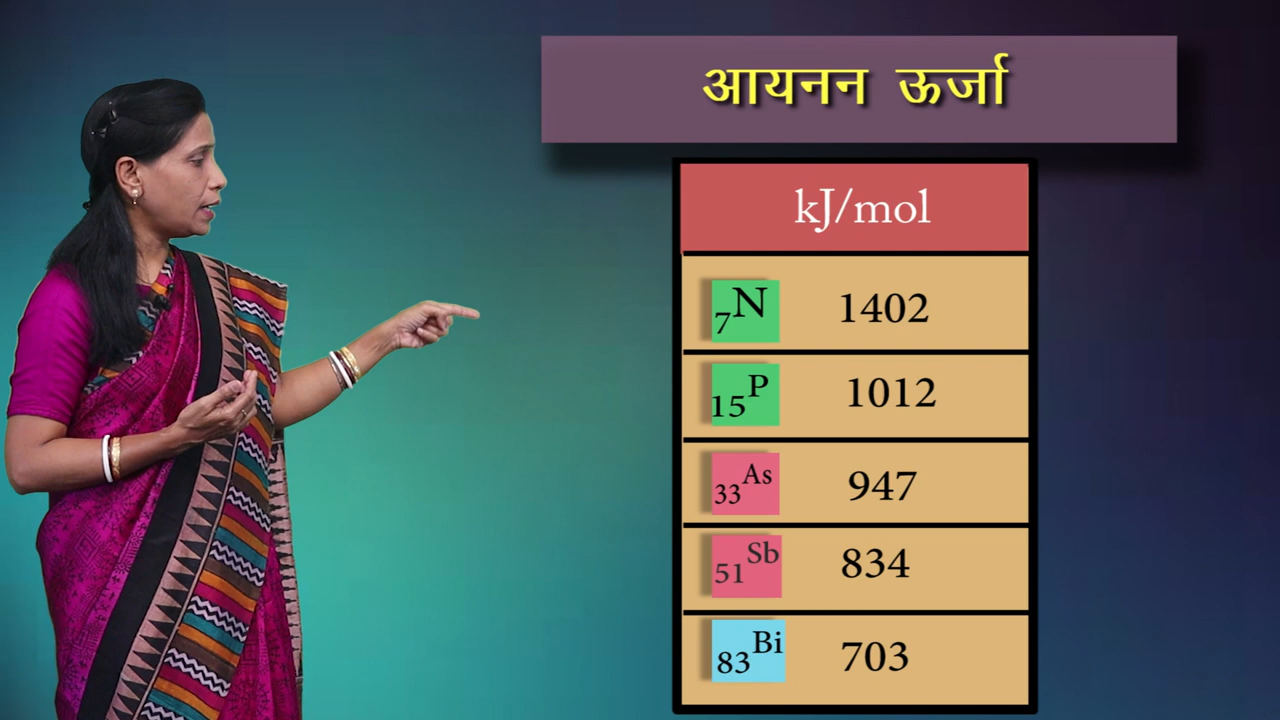 आयनन ऊर्जा
kJ/mol
7N 1402
15P 1012
33As 947
51Sb 834
83Bi 703